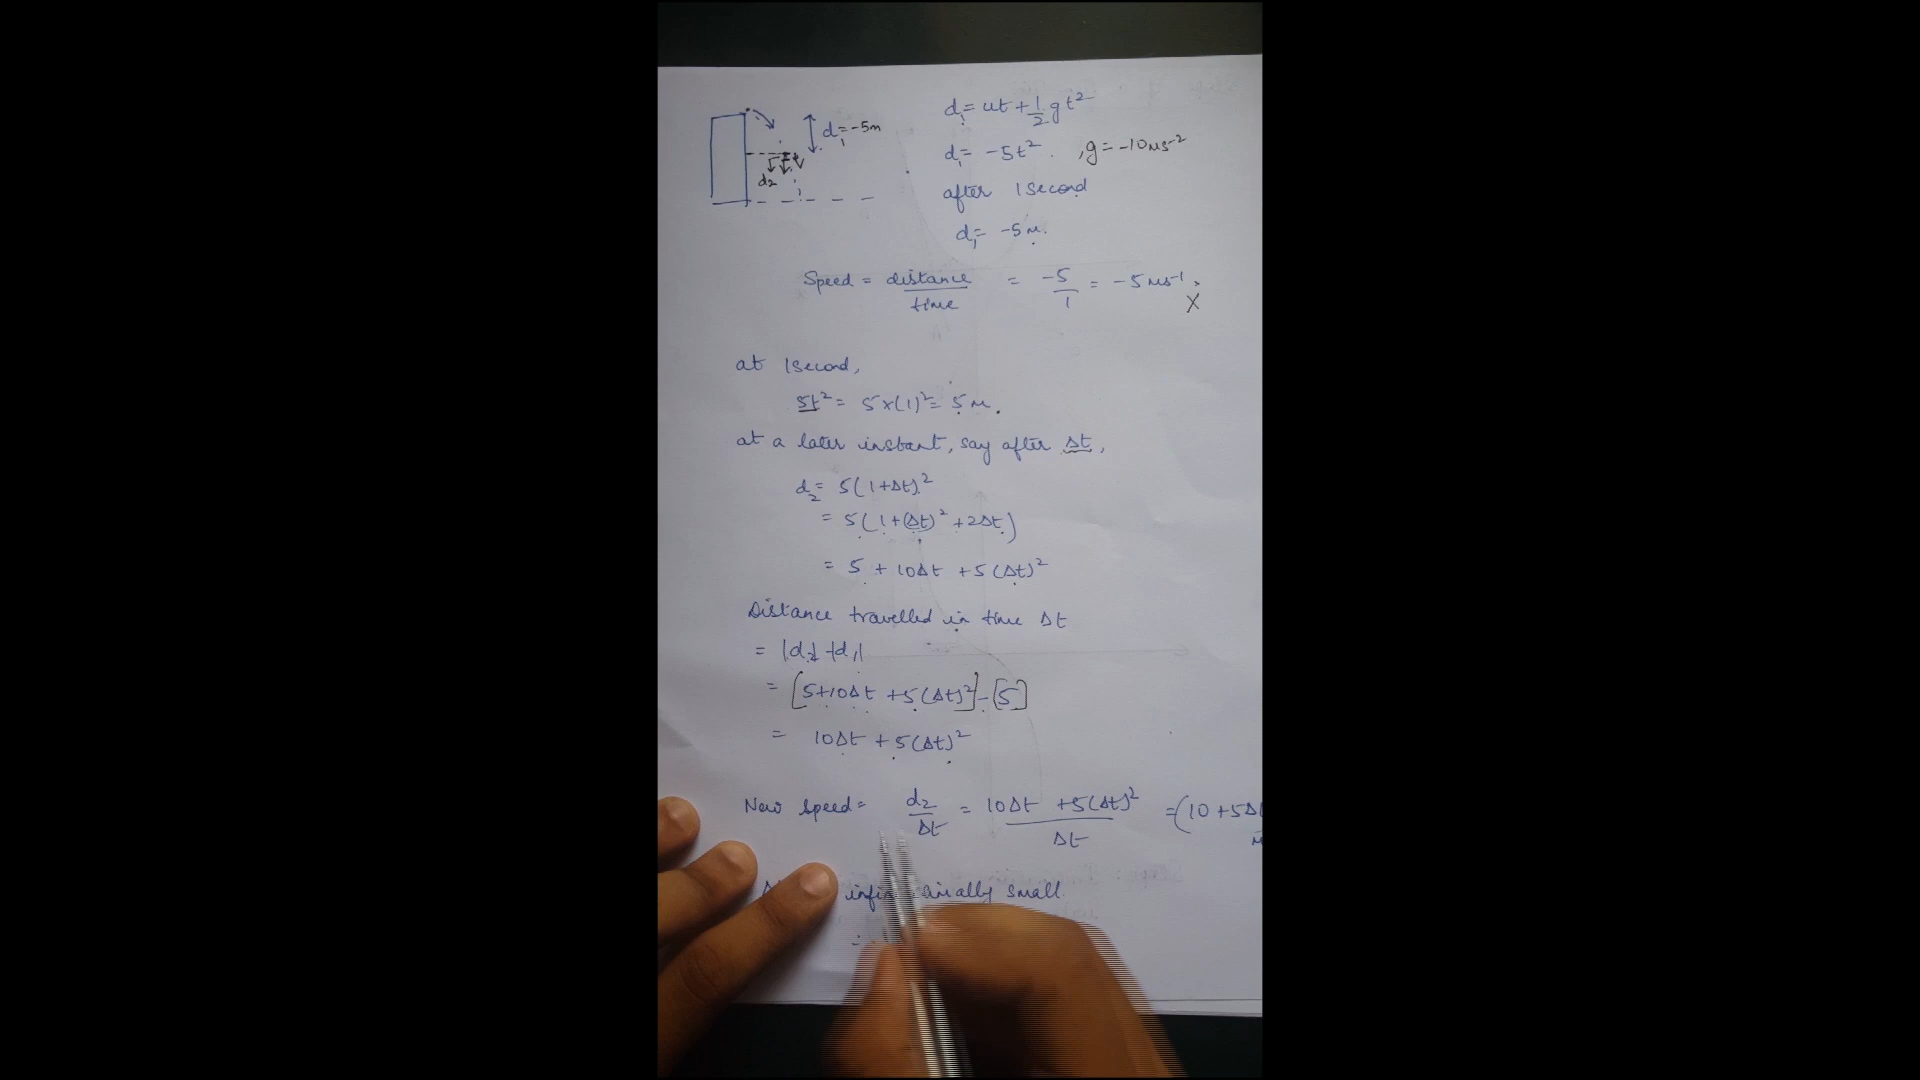 d₁ = ut + 1/2 gt²
d₁ = -5m
d₁ = -5t² . , g = -10ms⁻²
d₂
after 1 second
d₁ = -5m.
Speed = distance/time = -5/1 = -5ms⁻¹
X
at 1 second,
5t² = 5x(1)² = 5m.
at a later instant, say after Δt,
d₂ = 5(1+Δt)²
= 5(1+(Δt)² +2Δt)
= 5 + 10Δt +5(Δt)²
Distance travelled in time Δt
= |d₂| - |d₁|
= [5+10Δt +5(Δt)²] - [5]
= 10Δt + 5(Δt)²
New speed = d₂/Δt = 10Δt +5(Δt)²/Δt = (10 +5Δt
small